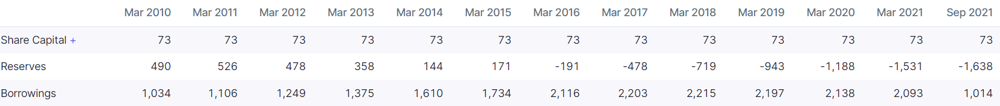 Mar 2010 Mar 2011 Mar 2012 Mar 2013 Mar 2014 Mar 2015 Mar 2016 Mar 2017 Mar 2018 Mar 2019 Mar 2020 Mar 2021 Sep 2021
Share Capital + 73 73 73 73 73 73 73 73 73 73 73 73 73
Reserves 490 526 478 358 144 171 -191 -478 -719 -943 -1,188 -1,531 -1,638
Borrowings 1,034 1,106 1,249 1,375 1,610 1,734 2,116 2,203 2,215 2,197 2,138 2,093 1,014